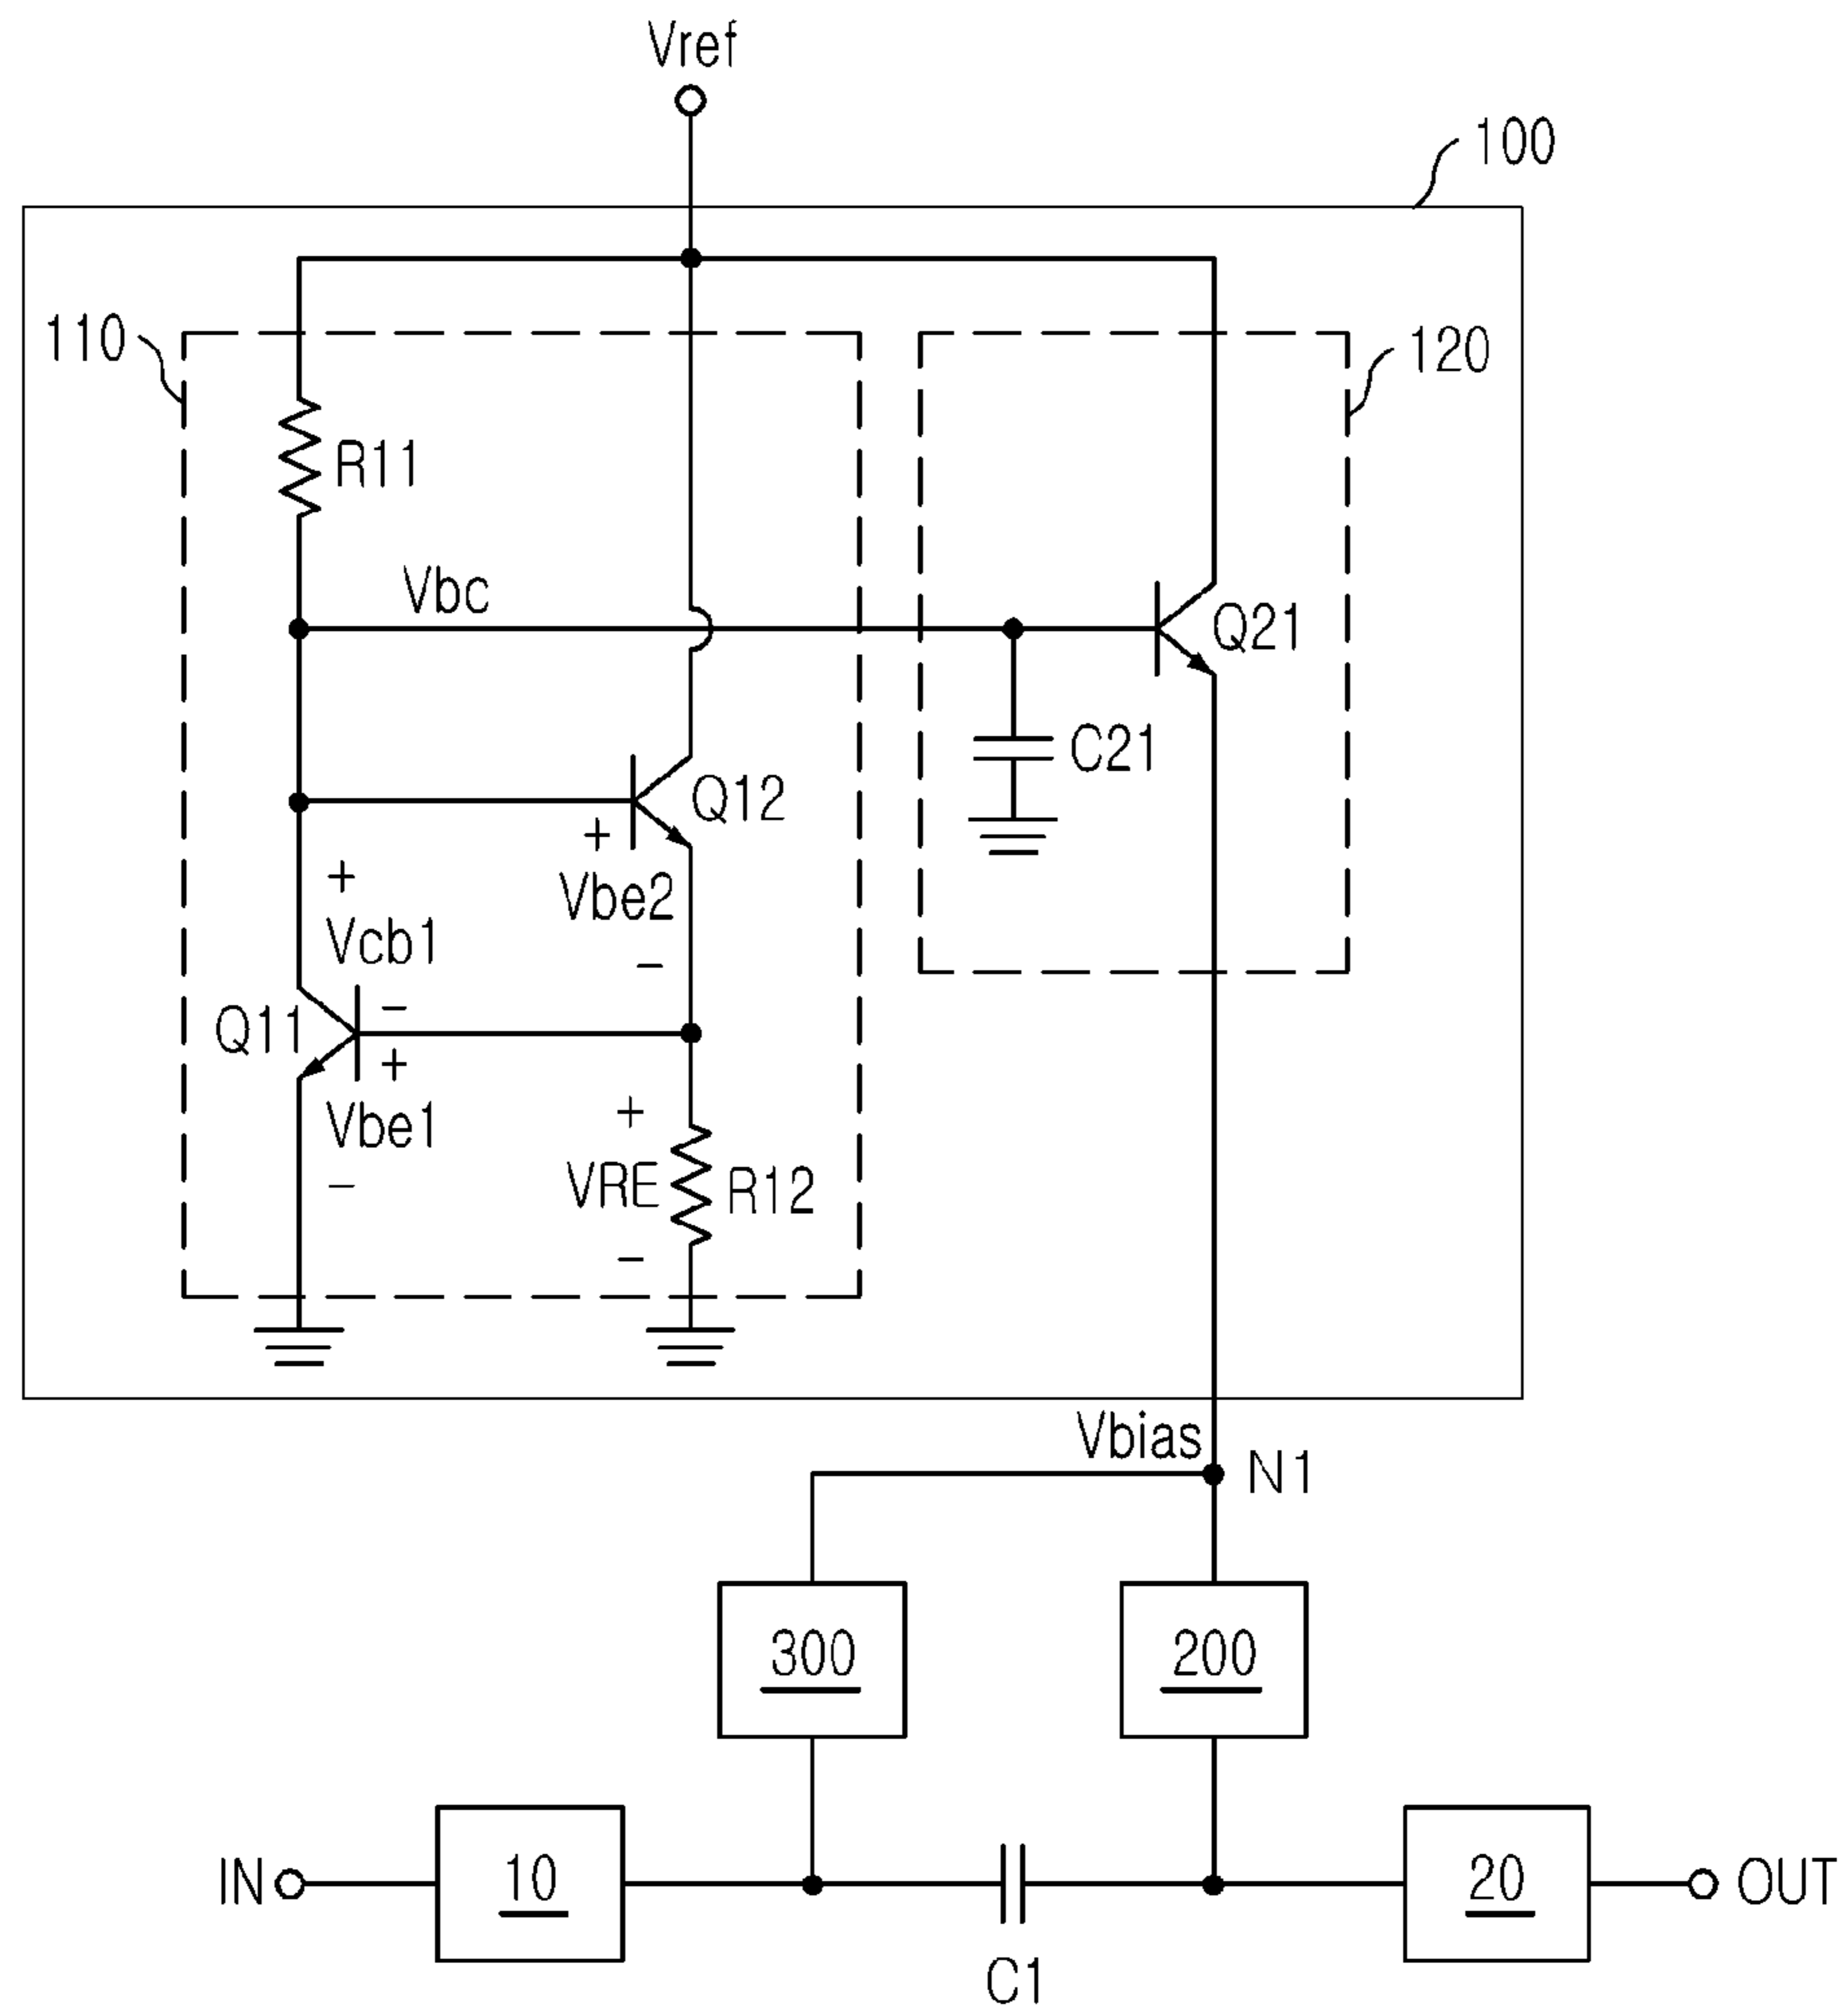 Vref
100
110
120
R11
Vbc
Q21
C21
Q12
+
+
Vbe2
Vcb1
−
−
Q11
+
+
Vbe1
VRE
R12
−
−
Vbias
N1
300
200
IN
10
20
OUT
C1